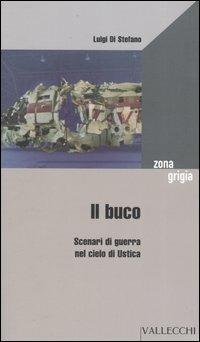 Luigi Di Stefano
zona
grigia
Il buco
Scenari di guerra
nel cielo di Ustica
VALLECCHI